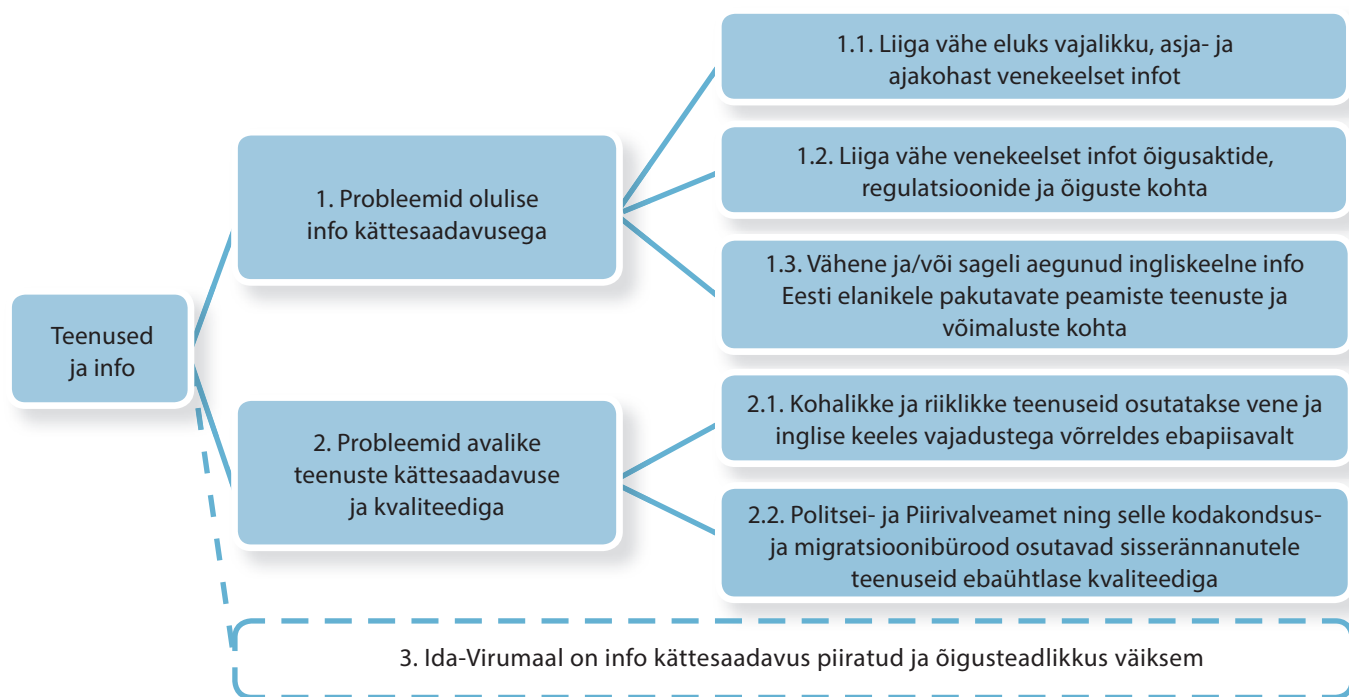 Teenused
ja info
1. Probleemid olulise
info kättesaadavusega
1.1. Liiga vähe eluks vajalikku, asja- ja
ajakohast venekeelset infot
1.2. Liiga vähe venekeelset infot õigusaktide,
regulatsioonide ja õiguste kohta
1.3. Vähene ja/või sageli aegunud ingliskeelne info
Eesti elanikele pakutavate peamiste teenuste ja
võimaluste kohta
2. Probleemid avalike
teenuste kättesaadavuse
ja kvaliteediga
2.1. Kohalikke ja riiklikke teenuseid osutatakse vene ja
inglise keeles vajadustega võrreldes ebapiisavalt
2.2. Politsei- ja Piirivalveamet ning selle kodakondsus-
ja migratsioonibürood osutavad sisserännanutele
teenuseid ebaühtlase kvaliteediga
3. Ida-Virumaal on info kättesaadavus piiratud ja õigusteadlikkus väiksem